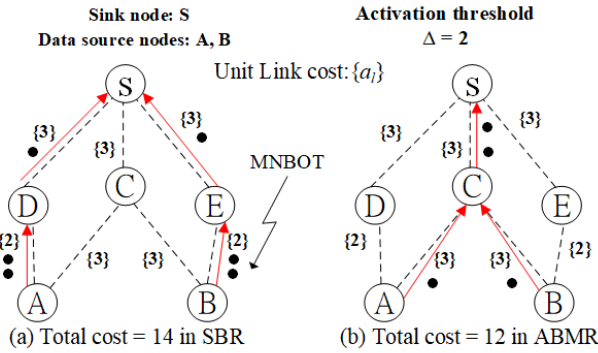 Sink node: S
Activation threshold
Data source nodes: A, B
Δ = 2
Unit Link cost:{aₗ}
S
S
{3}
{3}
{3}
{3}
{3}
{3}
MNBOT
D
C
E
D
C
E
{2}
{3}
{3}
{2}
{2}
{3}
{3}
{2}
A
B
A
B
(a) Total cost = 14 in SBR
(b) Total cost = 12 in ABMR